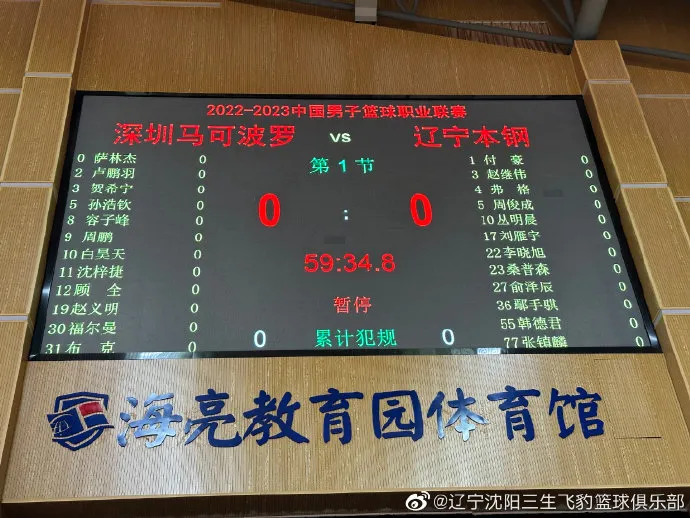 2022-2023中国男子篮球职业联赛
深圳马可波罗 vs 辽宁本钢
第1节
0 : 0
59:34.8
暂停
0 累计犯规 0
0 萨林杰 0
2 卢鹏羽 0
3 贺希宁 0
5 孙浩钦 0
8 容子峰 0
9 周鹏 0
10 白昊天 0
11 沈梓捷 0
12 顾全 0
19 赵义明 0
30 福尔曼 0
31 布克 0
1 付豪 0
3 赵继伟 0
4 弗格 0
5 周俊成 0
10 丛明晨 0
17 刘雁宁 0
22 李晓旭 0
23 桑普森 0
27 俞泽辰 0
36 鄢手骐 0
55 韩德君 0
77 张镇麟 0
海亮教育园体育馆
@辽宁沈阳三生飞豹篮球俱乐部